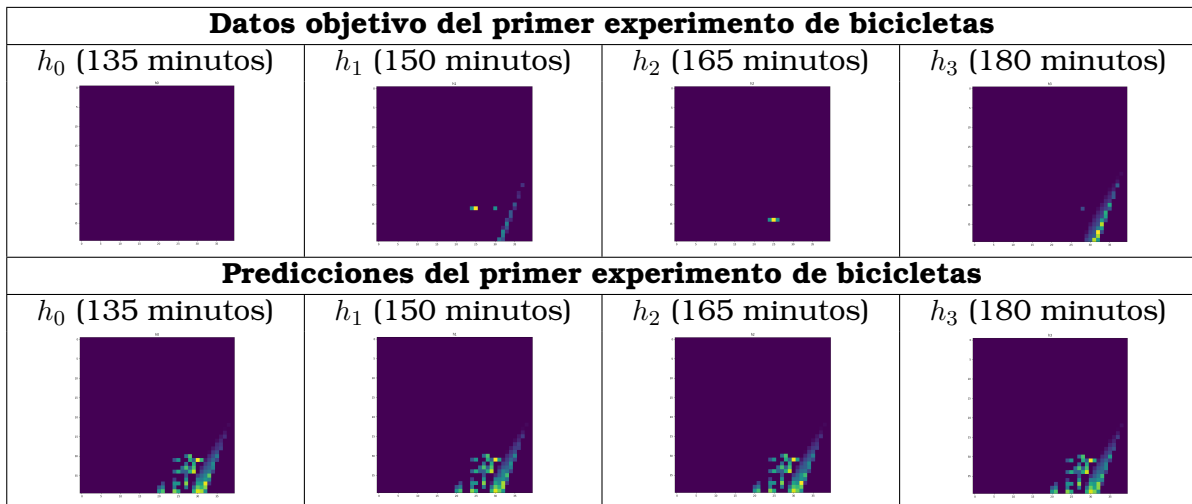 Datos objetivo del primer experimento de bicicletas
h₀ (135 minutos) h₁ (150 minutos) h₂ (165 minutos) h₃ (180 minutos)
Predicciones del primer experimento de bicicletas
h₀ (135 minutos) h₁ (150 minutos) h₂ (165 minutos) h₃ (180 minutos)